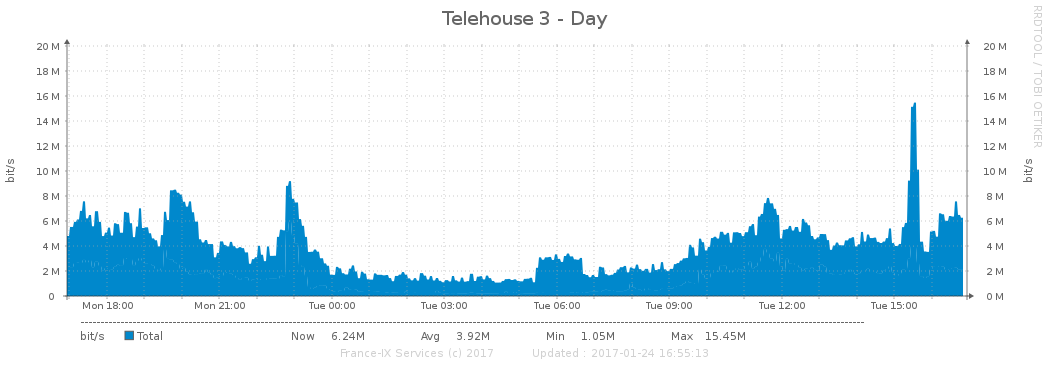 Telehouse 3 - Day
RRDTOOL / TOBI OETIKER
20 M 20 M
18 M 18 M
16 M 16 M
14 M 14 M
12 M 12 M
10 M 10 M
8 M 8 M
6 M 6 M
4 M 4 M
2 M 2 M
0 0 M
bit/s bit/s
Mon 18:00 Mon 21:00 Tue 00:00 Tue 03:00 Tue 06:00 Tue 09:00 Tue 12:00 Tue 15:00
bit/s Total Now 6.24M Avg 3.92M Min 1.05M Max 15.45M
France-IX Services (c) 2017 Updated : 2017-01-24 16:55:13